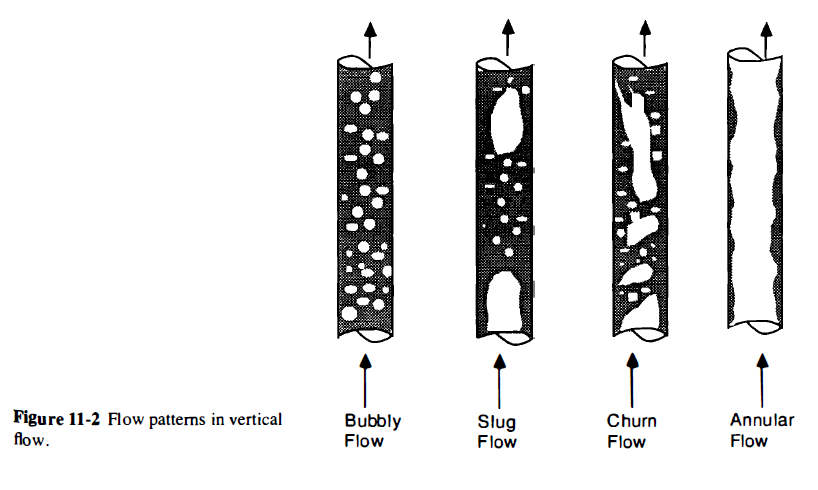 Figure 11-2 Flow patterns in vertical
flow.
Bubbly
Flow
Slug
Flow
Churn
Flow
Annular
Flow